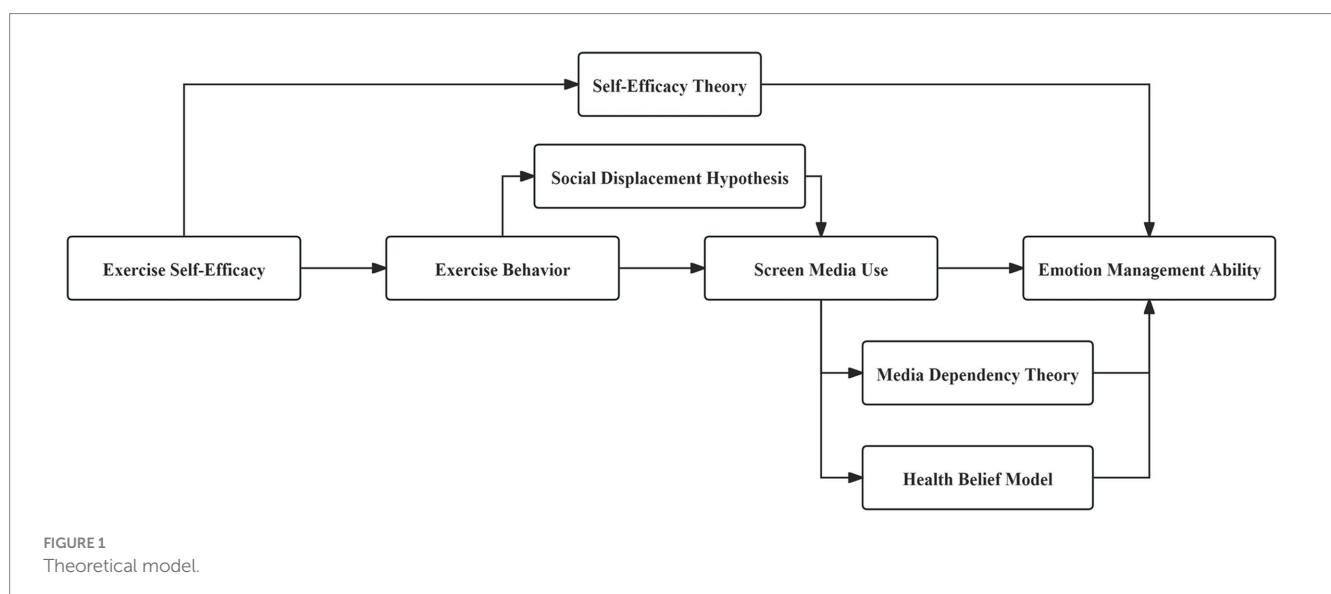 Self-Efficacy Theory
Social Displacement Hypothesis
Exercise Self-Efficacy
Exercise Behavior
Screen Media Use
Emotion Management Ability
Media Dependency Theory
Health Belief Model
FIGURE 1
Theoretical model.